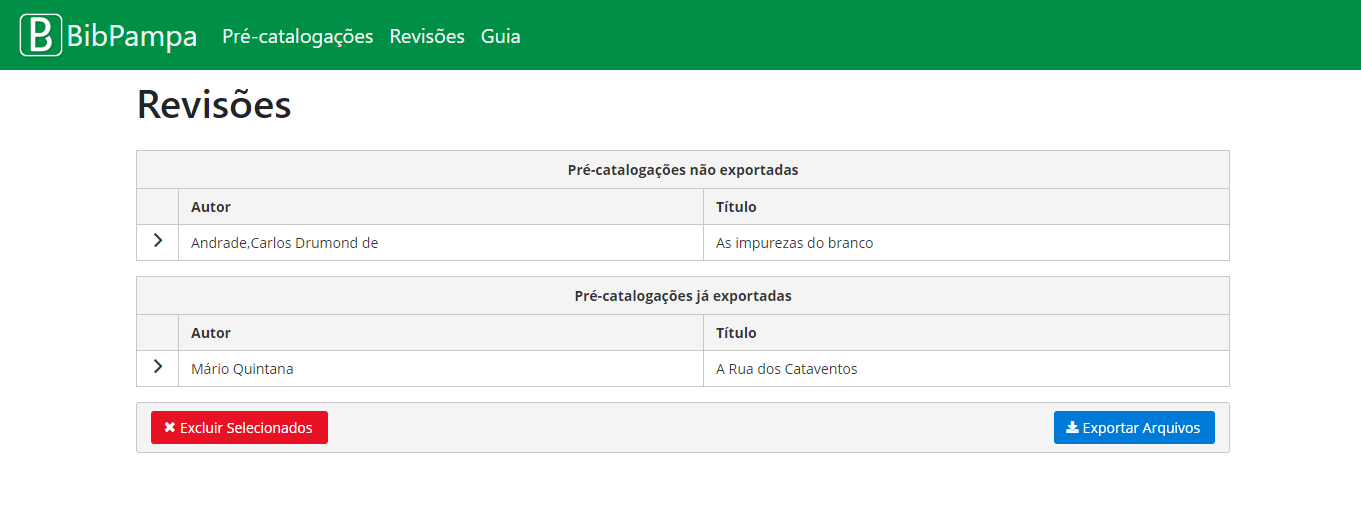 BibPampa Pré-catalogações Revisões Guia
Revisões
Pré-catalogações não exportadas
Autor Título
Andrade,Carlos Drumond de As impurezas do branco
Pré-catalogações já exportadas
Autor Título
Mário Quintana A Rua dos Cataventos
Excluir Selecionados Exportar Arquivos